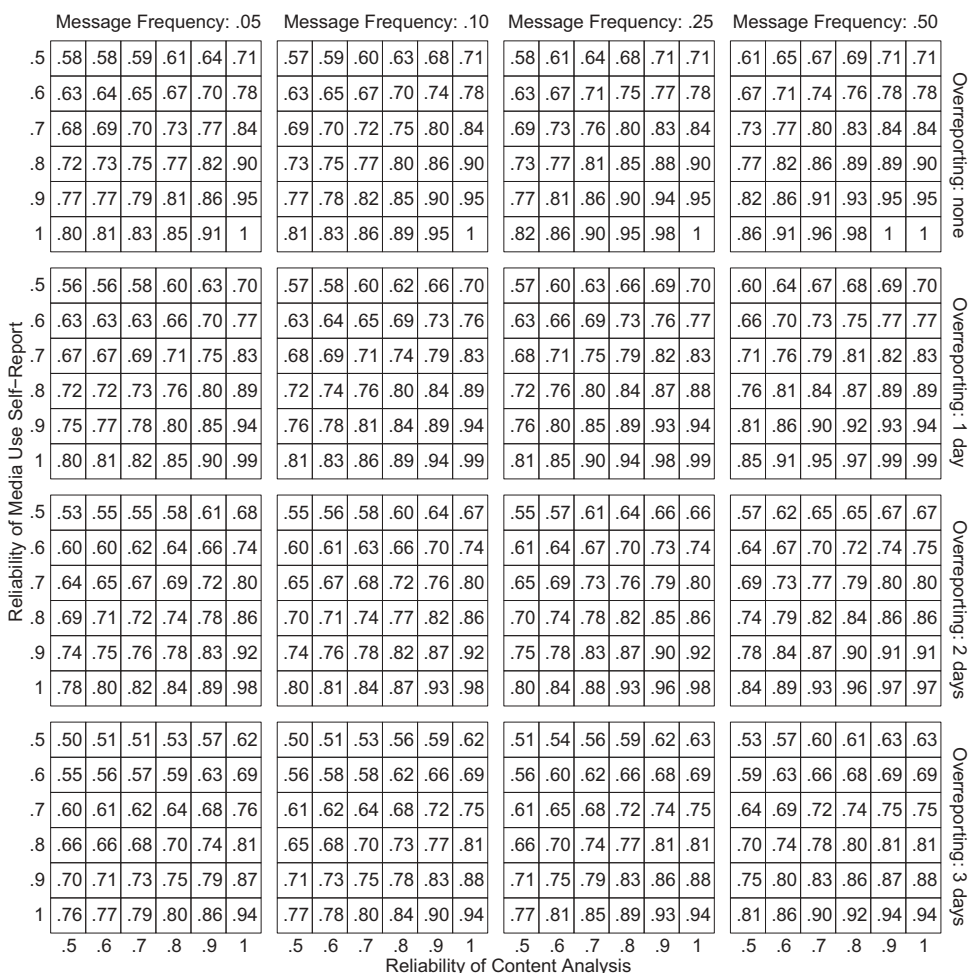 Message Frequency: .05 Message Frequency: .10 Message Frequency: .25 Message Frequency: .50
.5 .58 .58 .59 .61 .64 .71 .57 .59 .60 .63 .68 .71 .58 .61 .64 .68 .71 .71 .61 .65 .67 .69 .71 .71
.6 .63 .64 .65 .67 .70 .78 .63 .65 .67 .70 .74 .78 .63 .67 .71 .75 .77 .78 .67 .71 .74 .76 .78 .78
.7 .68 .69 .70 .73 .77 .84 .69 .70 .72 .75 .80 .84 .69 .73 .76 .80 .83 .84 .73 .77 .80 .83 .84 .84
.8 .72 .73 .75 .77 .82 .90 .73 .75 .77 .80 .86 .90 .73 .77 .81 .85 .88 .90 .77 .82 .86 .89 .89 .90
.9 .77 .77 .79 .81 .86 .95 .77 .78 .82 .85 .90 .95 .77 .81 .86 .90 .94 .95 .82 .86 .91 .93 .95 .95
1 .80 .81 .83 .85 .91 1 .81 .83 .86 .89 .95 1 .82 .86 .90 .95 .98 1 .86 .91 .96 .98 1 1
Overreporting: none
.5 .56 .56 .58 .60 .63 .70 .57 .58 .60 .62 .66 .70 .57 .60 .63 .66 .69 .70 .60 .64 .67 .68 .69 .70
.6 .63 .63 .63 .66 .70 .77 .63 .64 .65 .69 .73 .76 .63 .66 .69 .73 .76 .77 .66 .70 .73 .75 .77 .77
.7 .67 .67 .69 .71 .75 .83 .68 .69 .71 .74 .79 .83 .68 .71 .75 .79 .82 .83 .71 .76 .79 .81 .82 .83
.8 .72 .72 .73 .76 .80 .89 .72 .74 .76 .80 .84 .89 .72 .76 .80 .84 .87 .88 .76 .81 .84 .87 .89 .89
.9 .75 .77 .78 .80 .85 .94 .76 .78 .81 .84 .89 .94 .76 .80 .85 .89 .93 .94 .81 .86 .90 .92 .93 .94
1 .80 .81 .82 .85 .90 .99 .81 .83 .86 .89 .94 .99 .81 .85 .90 .94 .98 .99 .85 .91 .95 .97 .99 .99
Overreporting: 1 day
Reliability of Media Use Self−Report
.5 .53 .55 .55 .58 .61 .68 .55 .56 .58 .60 .64 .67 .55 .57 .61 .64 .66 .66 .57 .62 .65 .65 .67 .67
.6 .60 .60 .62 .64 .66 .74 .60 .61 .63 .66 .70 .74 .61 .64 .67 .70 .73 .74 .64 .67 .70 .72 .74 .75
.7 .64 .65 .67 .69 .72 .80 .65 .67 .68 .72 .76 .80 .65 .69 .73 .76 .79 .80 .69 .73 .77 .79 .80 .80
.8 .69 .71 .72 .74 .78 .86 .70 .71 .74 .77 .82 .86 .70 .74 .78 .82 .85 .86 .74 .79 .82 .84 .86 .86
.9 .74 .75 .76 .78 .83 .92 .74 .76 .78 .82 .87 .92 .75 .78 .83 .87 .90 .92 .78 .84 .87 .90 .91 .91
1 .78 .80 .82 .84 .89 .98 .80 .81 .84 .87 .93 .98 .80 .84 .88 .93 .96 .98 .84 .89 .93 .96 .97 .97
Overreporting: 2 days
.5 .50 .51 .51 .53 .57 .62 .50 .51 .53 .56 .59 .62 .51 .54 .56 .59 .62 .63 .53 .57 .60 .61 .63 .63
.6 .55 .56 .57 .59 .63 .69 .56 .58 .58 .62 .66 .69 .56 .60 .62 .66 .68 .69 .59 .63 .66 .68 .69 .69
.7 .60 .61 .62 .64 .68 .76 .61 .62 .64 .68 .72 .75 .61 .65 .68 .72 .74 .75 .64 .69 .72 .74 .75 .75
.8 .66 .66 .68 .70 .74 .81 .65 .68 .70 .73 .77 .81 .66 .70 .74 .77 .81 .81 .70 .74 .78 .80 .81 .81
.9 .70 .71 .73 .75 .79 .87 .71 .73 .75 .78 .83 .88 .71 .75 .79 .83 .86 .88 .75 .80 .83 .86 .87 .88
1 .76 .77 .79 .80 .86 .94 .77 .78 .80 .84 .90 .94 .77 .81 .85 .89 .93 .94 .81 .86 .90 .92 .94 .94
Overreporting: 3 days
.5 .6 .7 .8 .9 1 .5 .6 .7 .8 .9 1 .5 .6 .7 .8 .9 1 .5 .6 .7 .8 .9 1
Reliability of Content Analysis